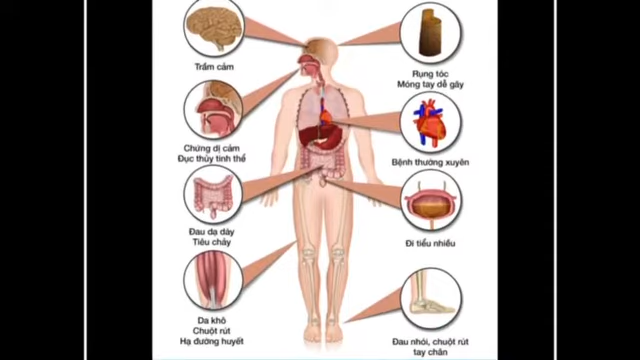 Trầm cảm
Rụng tóc
Móng tay dễ gãy
Chứng dị cảm
Đục thủy tinh thể
Bệnh thường xuyên
Đau dạ dày
Tiêu chảy
Đi tiểu nhiều
Da khô
Chuột rút
Hạ đường huyết
Đau nhói, chuột rút
tay chân